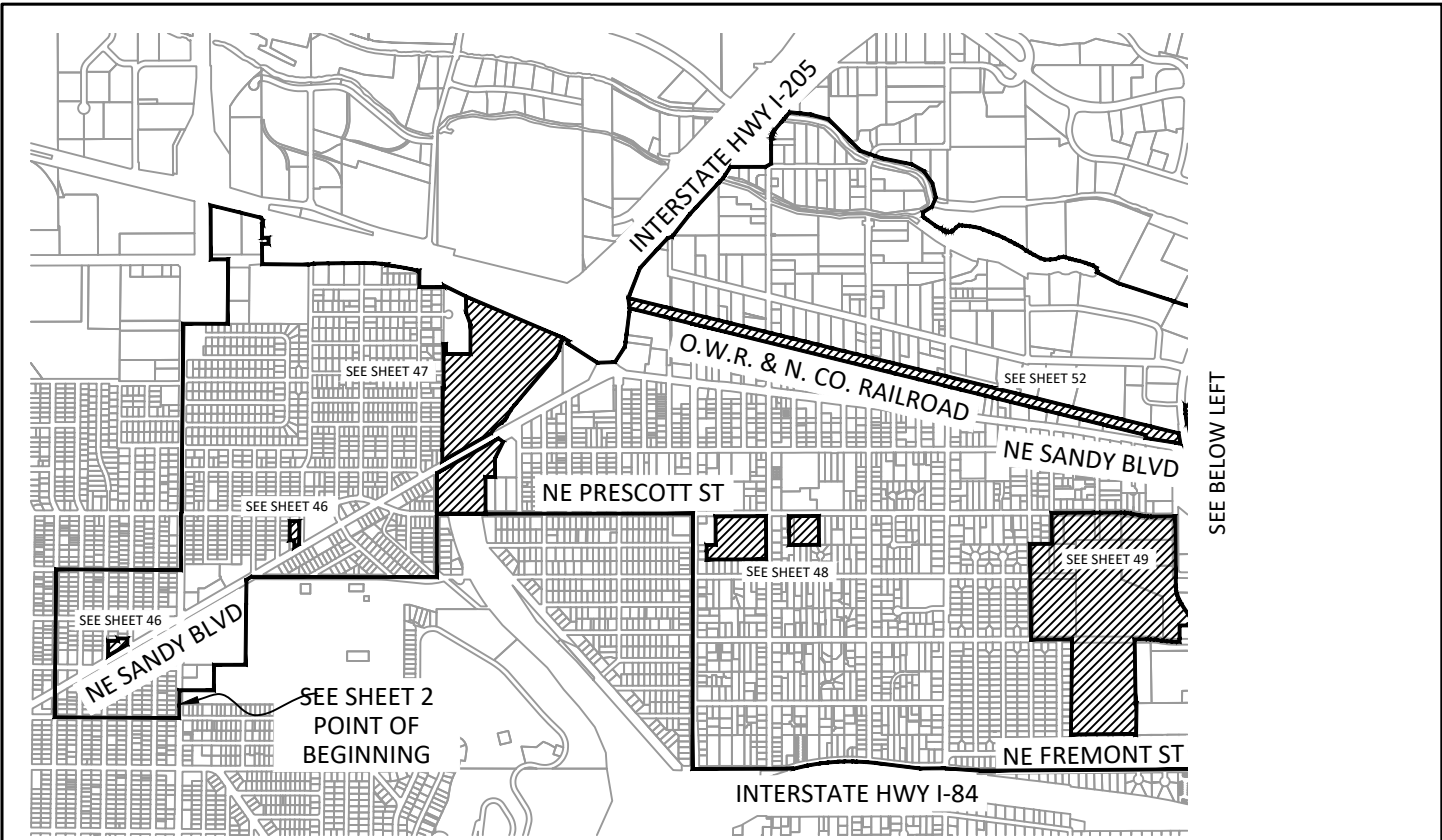 INTERSTATE HWY I-205
SEE SHEET 47
O.W.R. & N. CO. RAILROAD
SEE SHEET 52
SEE BELOW LEFT
NE SANDY BLVD
NE PRESCOTT ST
SEE SHEET 46
SEE SHEET 48
SEE SHEET 49
SEE SHEET 46
NE SANDY BLVD
SEE SHEET 2
POINT OF
BEGINNING
NE FREMONT ST
INTERSTATE HWY I-84